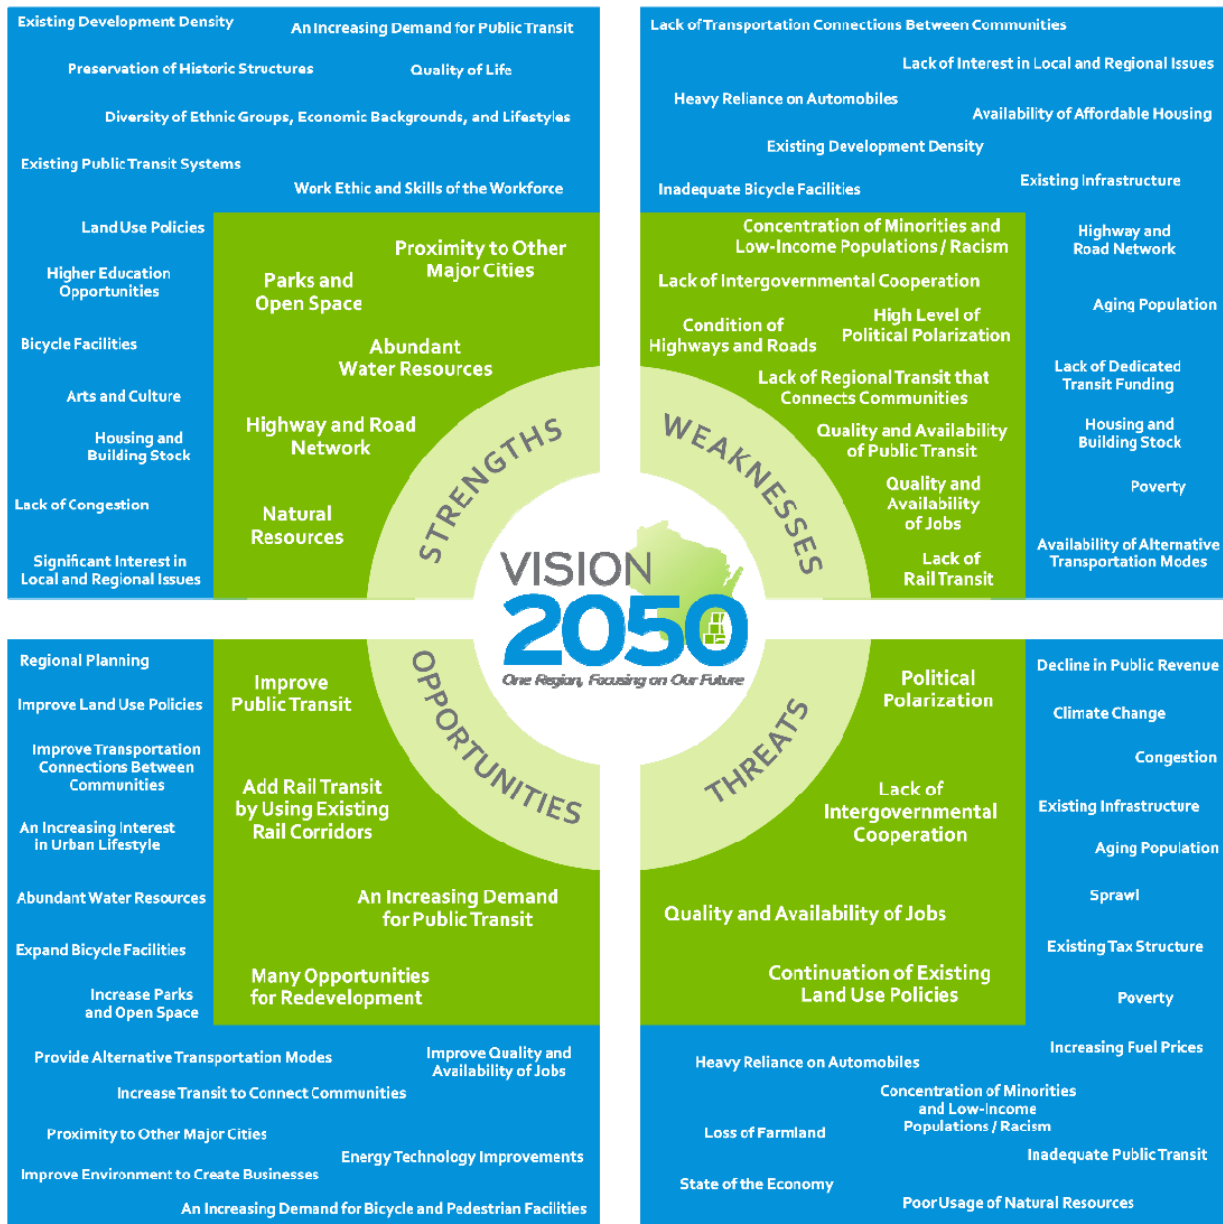 Existing Development Density
An Increasing Demand for Public Transit
Preservation of Historic Structures
Quality of Life
Diversity of Ethnic Groups, Economic Backgrounds, and Lifestyles
Existing Public Transit Systems
Work Ethic and Skills of the Workforce
Land Use Policies
Higher Education
Opportunities
Bicycle Facilities
Arts and Culture
Housing and
Building Stock
Lack of Congestion
Significant Interest in
Local and Regional Issues
Proximity to Other
Major Cities
Parks and
Open Space
Abundant
Water Resources
Highway and Road
Network
Natural
Resources
STRENGTHS
Lack of Transportation Connections Between Communities
Lack of Interest in Local and Regional Issues
Heavy Reliance on Automobiles
Availability of Affordable Housing
Existing Development Density
Existing Infrastructure
Inadequate Bicycle Facilities
Concentration of Minorities and
Low-Income Populations / Racism
Lack of Intergovernmental Cooperation
High Level of
Political Polarization
Condition of
Highways and Roads
Lack of Regional Transit that
Connects Communities
Quality and Availability
of Public Transit
Quality and
Availability
of Jobs
Lack of
Rail Transit
Highway and
Road Network
Aging Population
Lack of Dedicated
Transit Funding
Housing and
Building Stock
Poverty
Availability of Alternative
Transportation Modes
WEAKNESSES
VISION
2050
One Region, Focusing on Our Future
OPPORTUNITIES
Regional Planning
Improve Land Use Policies
Improve Transportation
Connections Between
Communities
An Increasing Interest
in Urban Lifestyle
Abundant Water Resources
Expand Bicycle Facilities
Increase Parks
and Open Space
Improve
Public Transit
Add Rail Transit
by Using Existing
Rail Corridors
An Increasing Demand
for Public Transit
Many Opportunities
for Redevelopment
Provide Alternative Transportation Modes
Improve Quality and
Availability of Jobs
Increase Transit to Connect Communities
Proximity to Other Major Cities
Energy Technology Improvements
Improve Environment to Create Businesses
An Increasing Demand for Bicycle and Pedestrian Facilities
THREATS
Political
Polarization
Lack of
Intergovernmental
Cooperation
Quality and Availability of Jobs
Continuation of Existing
Land Use Policies
Decline in Public Revenue
Climate Change
Congestion
Existing Infrastructure
Aging Population
Sprawl
Existing Tax Structure
Poverty
Increasing Fuel Prices
Heavy Reliance on Automobiles
Concentration of Minorities
and Low-Income
Populations / Racism
Loss of Farmland
Inadequate Public Transit
State of the Economy
Poor Usage of Natural Resources